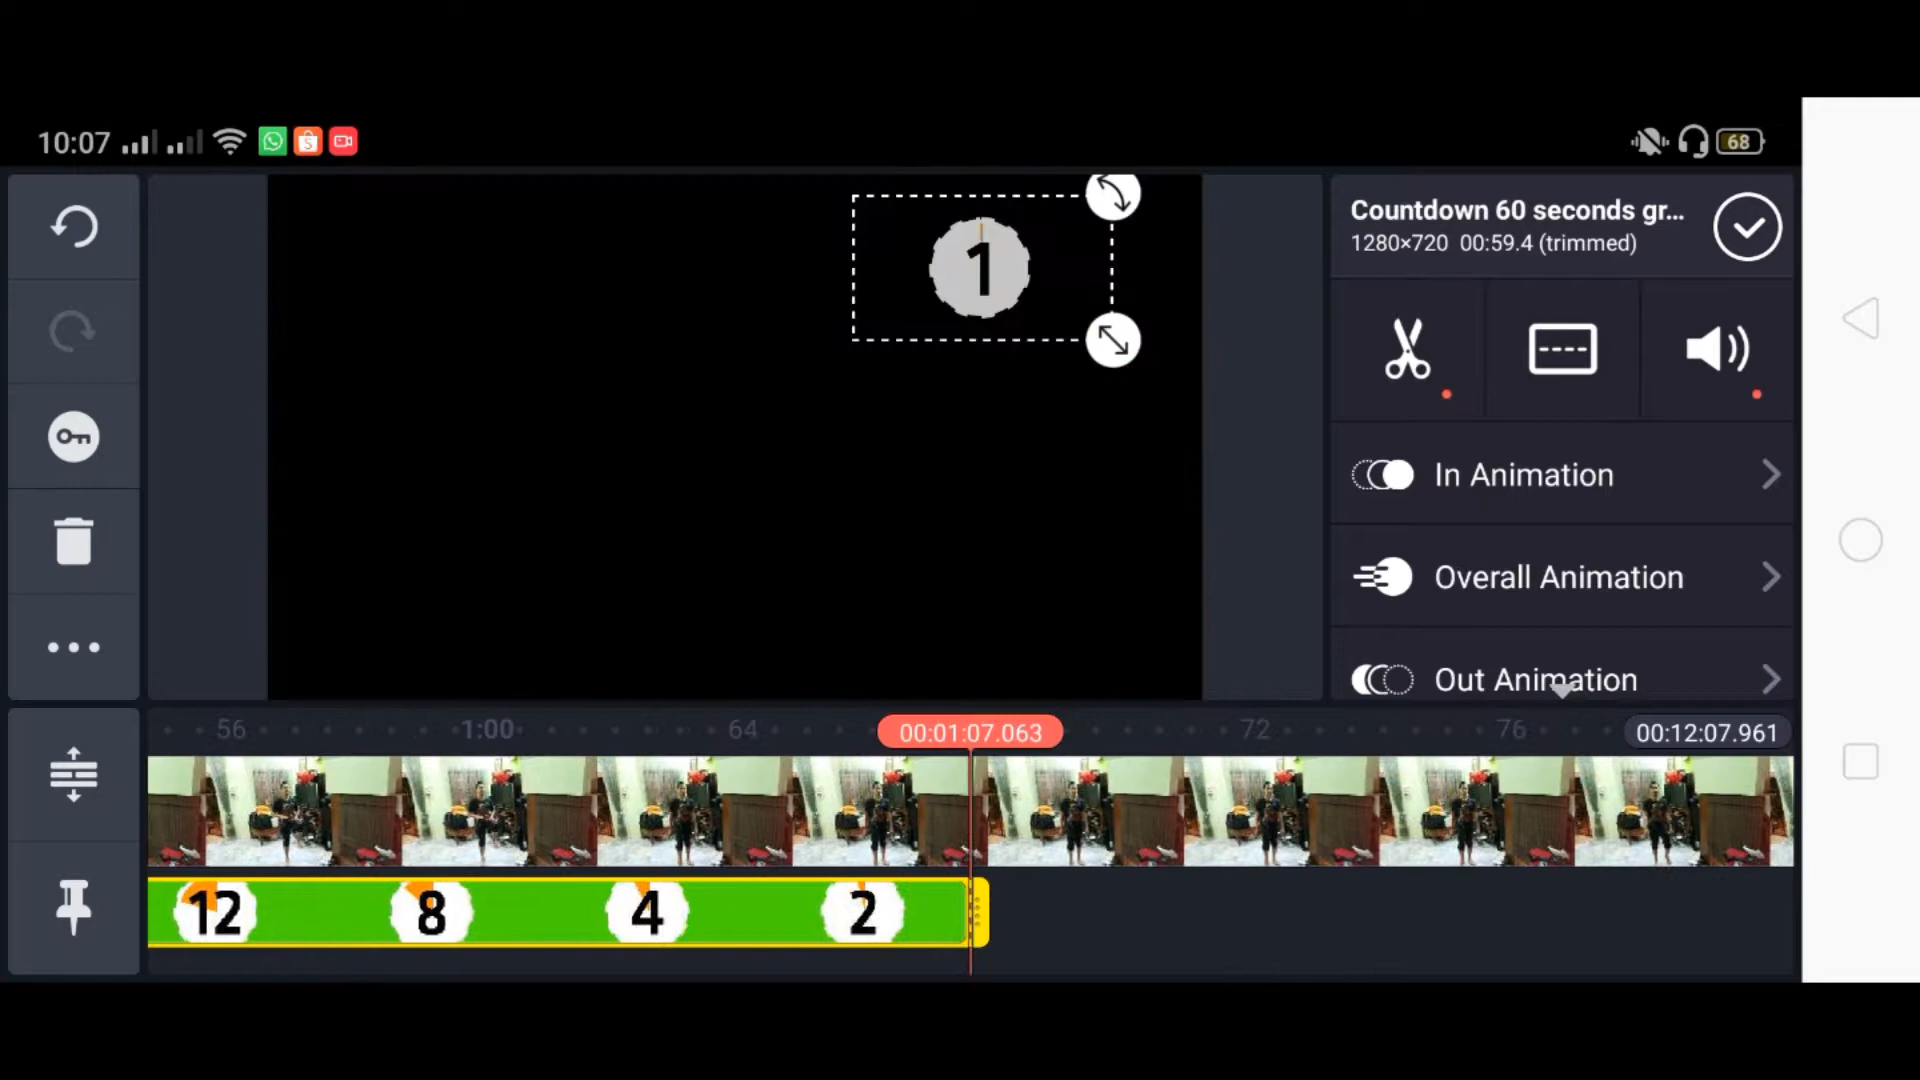 10:07
68
Countdown 60 seconds gr...
1280×720 00:59.4 (trimmed)
1
In Animation
Overall Animation
Out Animation
56 1:00 64 00:01:07.063 72 76 00:12:07.961
12 8 4 2